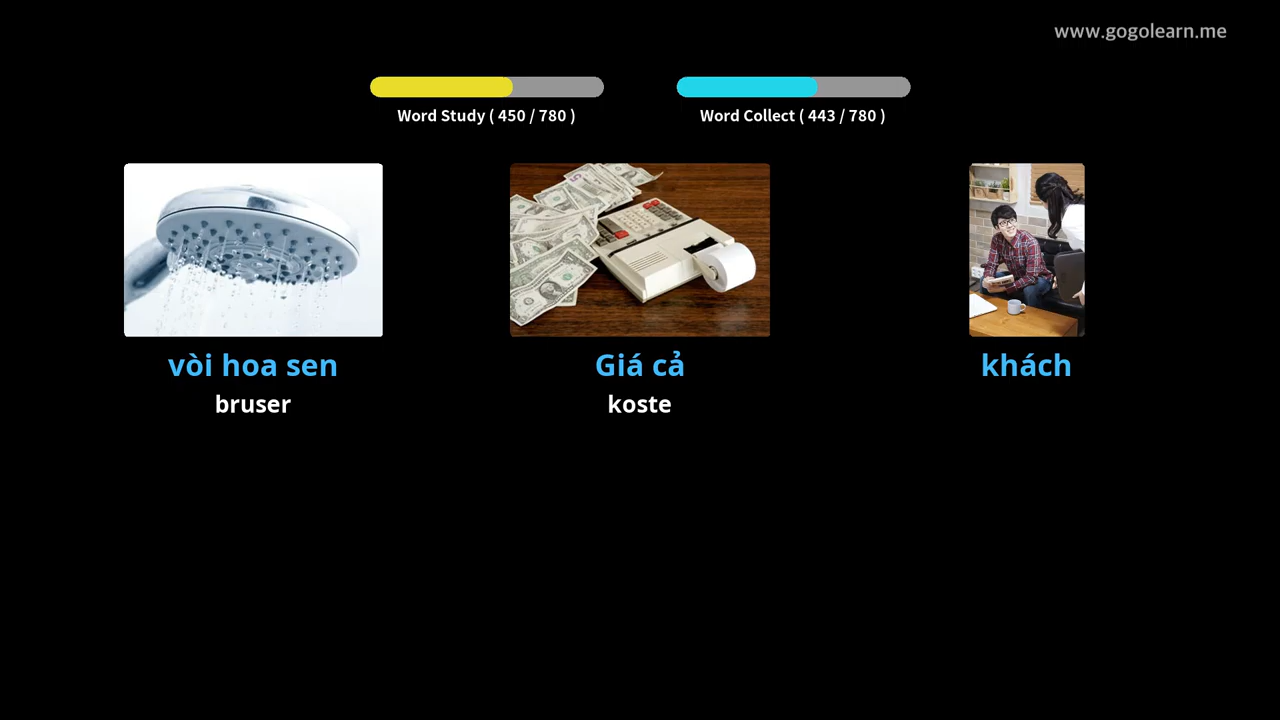 www.gogolearn.me
Word Study ( 450 / 780 )
Word Collect ( 443 / 780 )
vòi hoa sen
Giá cả
khách
bruser
koste